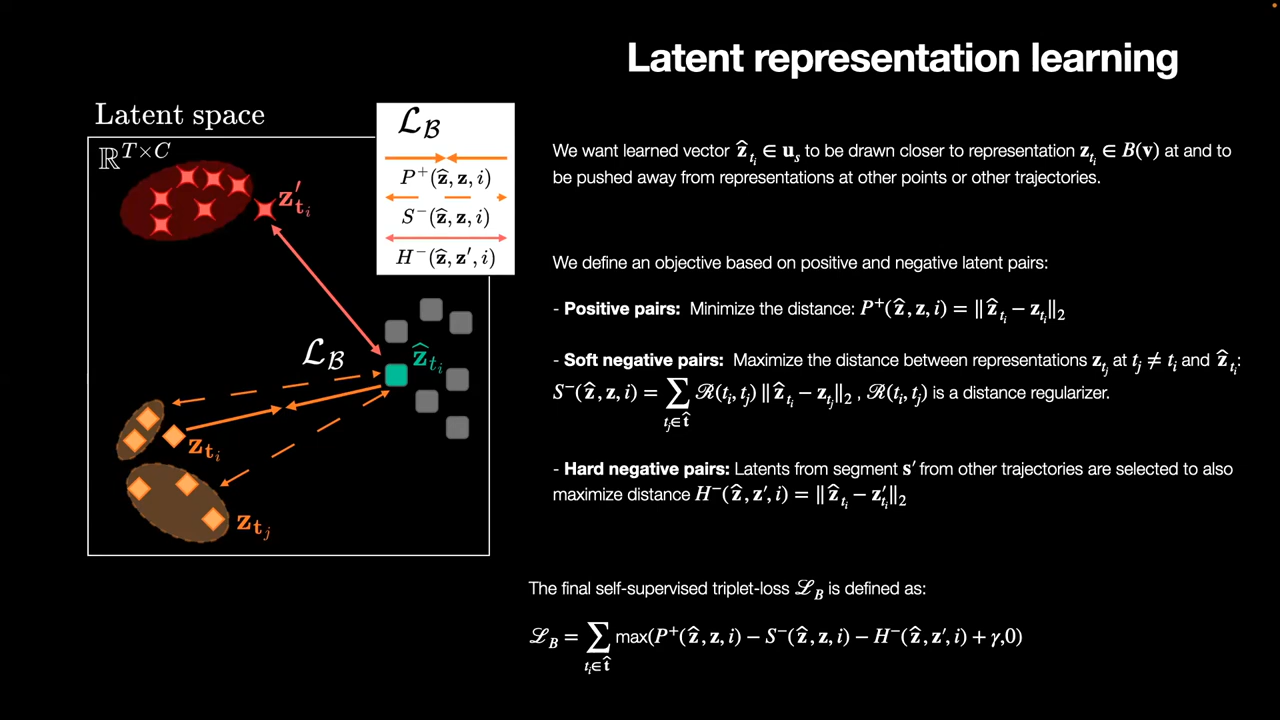 Latent representation learning
Latent space
ℝ^{T×C}
ℒ_ℬ
P⁺(ẑ, z, i)
S⁻(ẑ, z, i)
H⁻(ẑ, z′, i)
z′_{t_i}
ℒ_ℬ
ẑ_{t_i}
z_{t_i}
z_{t_j}
We want learned vector ẑ_{t_i} ∈ u_s to be drawn closer to representation z_{t_i} ∈ B(v) at and to
be pushed away from representations at other points or other trajectories.
We define an objective based on positive and negative latent pairs:
- Positive pairs: Minimize the distance: P⁺(ẑ, z, i) = ‖ẑ_{t_i} − z_{t_i}‖₂
- Soft negative pairs: Maximize the distance between representations z_{t_j} at t_j ≠ t_i and ẑ_{t_i}:
S⁻(ẑ, z, i) = ∑_{t_j∈t̂} ℛ(t_i, t_j) ‖ẑ_{t_i} − z_{t_j}‖₂ , ℛ(t_i, t_j) is a distance regularizer.
- Hard negative pairs: Latents from segment s′ from other trajectories are selected to also
maximize distance H⁻(ẑ, z′, i) = ‖ẑ_{t_i} − z′_{t_i}‖₂
The final self-supervised triplet-loss ℒ_B is defined as:
ℒ_B = ∑_{t_i∈t̂} max(P⁺(ẑ, z, i) − S⁻(ẑ, z, i) − H⁻(ẑ, z′, i) + γ,0)